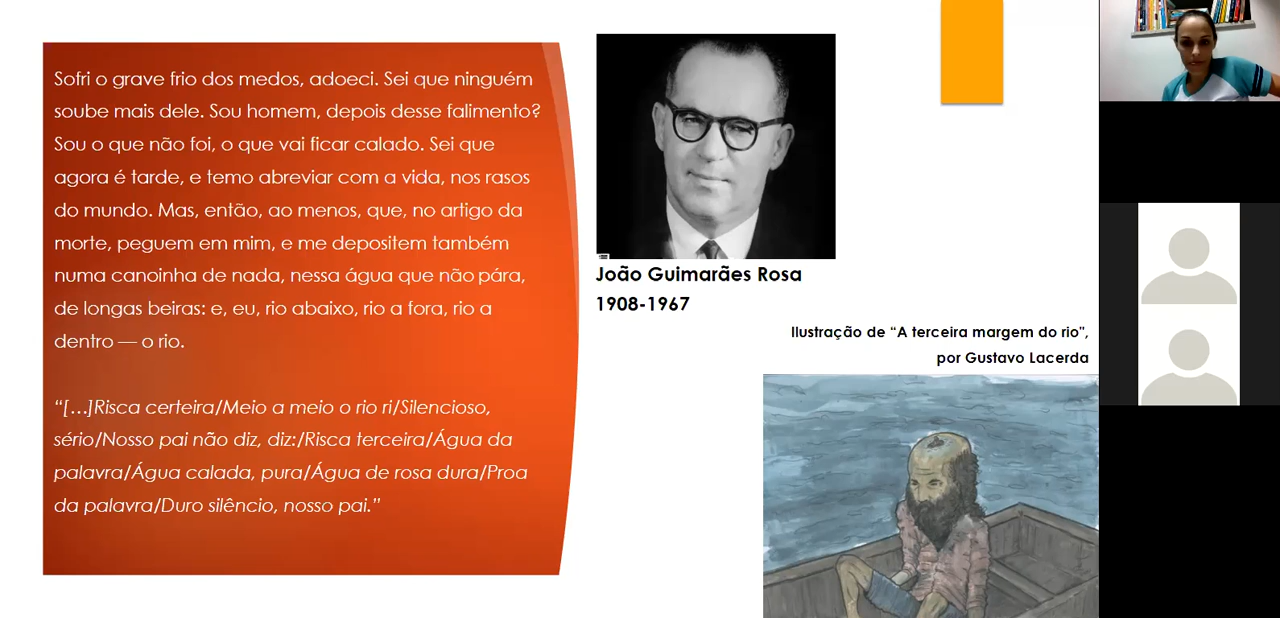 Sofri o grave frio dos medos, adoeci. Sei que ninguém
soube mais dele. Sou homem, depois desse falimento?
Sou o que não foi, o que vai ficar calado. Sei que
agora é tarde, e temo abreviar com a vida, nos rasos
do mundo. Mas, então, ao menos, que, no artigo da
morte, peguem em mim, e me depositem também
numa canoinha de nada, nessa água que não pára,
de longas beiras: e, eu, rio abaixo, rio a fora, rio a
dentro — o rio.
“[…]Risca certeira/Meio a meio o rio ri/Silencioso,
sério/Nosso pai não diz, diz:/Risca terceira/Água da
palavra/Água calada, pura/Água de rosa dura/Proa
da palavra/Duro silêncio, nosso pai.”
João Guimarães Rosa
1908-1967
Ilustração de “A terceira margem do rio”,
por Gustavo Lacerda